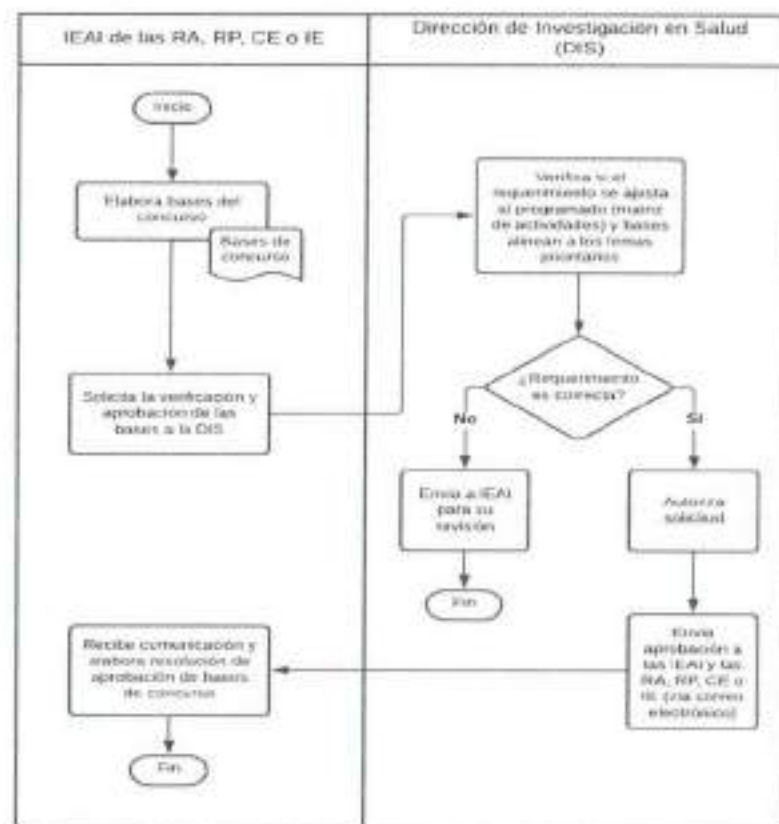 IEAI de las RA, RP, CE o IE
Dirección de Investigación en Salud
(DIS)
Inicio
Elabora bases del
concurso
Bases de
concurso
Solicita la verificación y
aprobación de las
bases a la DIS
Verifica si el
requerimiento se ajusta
al programado (matriz
de actividades) y bases
alinean a los temas
prioritarios
¿Requerimiento
es correcta?
No
Si
Envia a IEAI
para su
revisión
Fin
Autoriza
solicitud
Envia
aprobación a
las IEAI y las
RA, RP, CE o
IE (via correo
electrónico)
Recibe comunicación y
elabora resolución de
aprobación de bases
de concurso
Fin